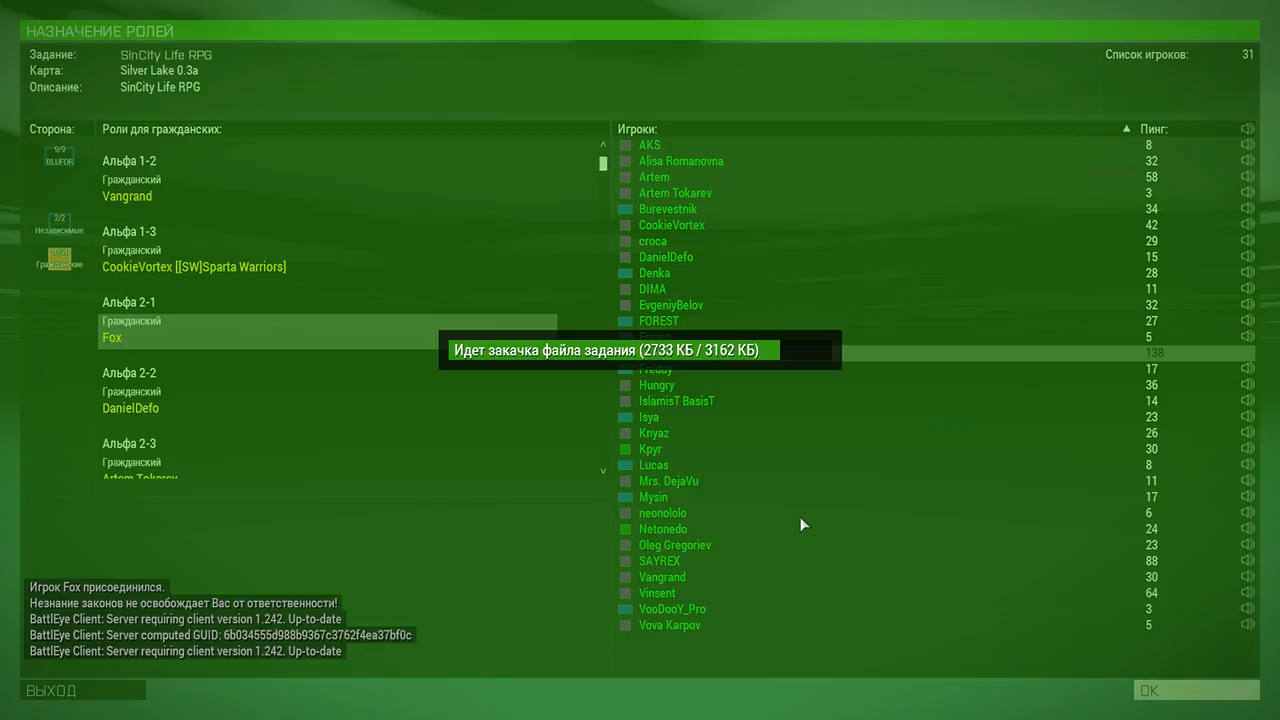 НАЗНАЧЕНИЕ РОЛЕЙ
Задание: SinCity Life RPG
Карта: Silver Lake 0.3a
Описание: SinCity Life RPG
Список игроков: 31
Сторона:
9/9
BLUFOR
2/2
Независимые
Гражданские
Роли для гражданских:
Альфа 1-2
Гражданский
Vangrand
Альфа 1-3
Гражданский
CookieVortex [[SW]Sparta Warriors]
Альфа 2-1
Гражданский
Fox
Альфа 2-2
Гражданский
DanielDefo
Альфа 2-3
Гражданский
Artem Tokarev
Игроки: Пинг:
AKS 8
Alisa Romanovna 32
Artem 58
Artem Tokarev 3
Burevestnik 34
CookieVortex 42
croca 29
DanielDefo 15
Denka 28
DIMA 11
EvgeniyBelov 32
FOREST 27
5
138
Freddy 17
Hungry 36
IslamisT BasisT 14
Isya 23
Knyaz 26
Kpyr 30
Lucas 8
Mrs. DejaVu 11
Mysin 17
neonololo 6
Netonedo 24
Oleg Gregoriev 23
SAYREX 88
Vangrand 30
Vinsent 64
VooDooY_Pro 3
Vova Karpov 5
Идет закачка файла задания (2733 КБ / 3162 КБ)
Игрок Fox присоединился.
Незнание законов не освобождает Вас от ответственности!
BattlEye Client: Server requiring client version 1.242. Up-to-date
BattlEye Client: Server computed GUID: 6b034555d988b9367c3762f4ea37bf0c
BattlEye Client: Server requiring client version 1.242. Up-to-date
ВЫХОД
OK